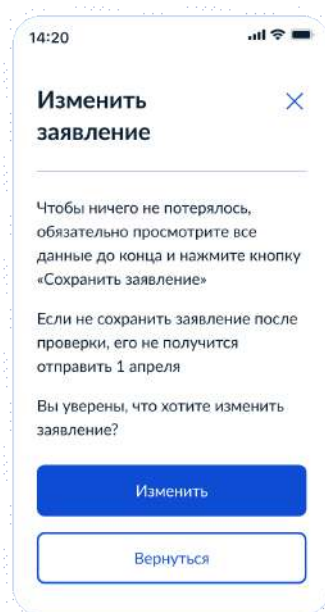 14:20
Изменить
заявление
Чтобы ничего не потерялось,
обязательно просмотрите все
данные до конца и нажмите кнопку
«Сохранить заявление»
Если не сохранить заявление после
проверки, его не получится
отправить 1 апреля
Вы уверены, что хотите изменить
заявление?
Изменить
Вернуться